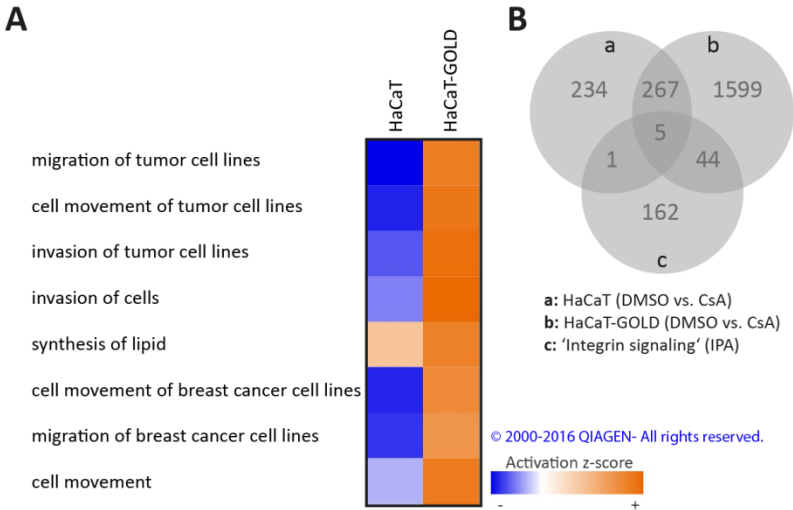 A
B
HaCaT
HaCaT-GOLD
migration of tumor cell lines
cell movement of tumor cell lines
invasion of tumor cell lines
invasion of cells
synthesis of lipid
cell movement of breast cancer cell lines
migration of breast cancer cell lines
cell movement
a
b
234
267
1599
5
1
44
162
c
a: HaCaT (DMSO vs. CsA)
b: HaCaT-GOLD (DMSO vs. CsA)
c: ‘Integrin signaling‘ (IPA)
© 2000-2016 QIAGEN- All rights reserved.
Activation z-score
- +